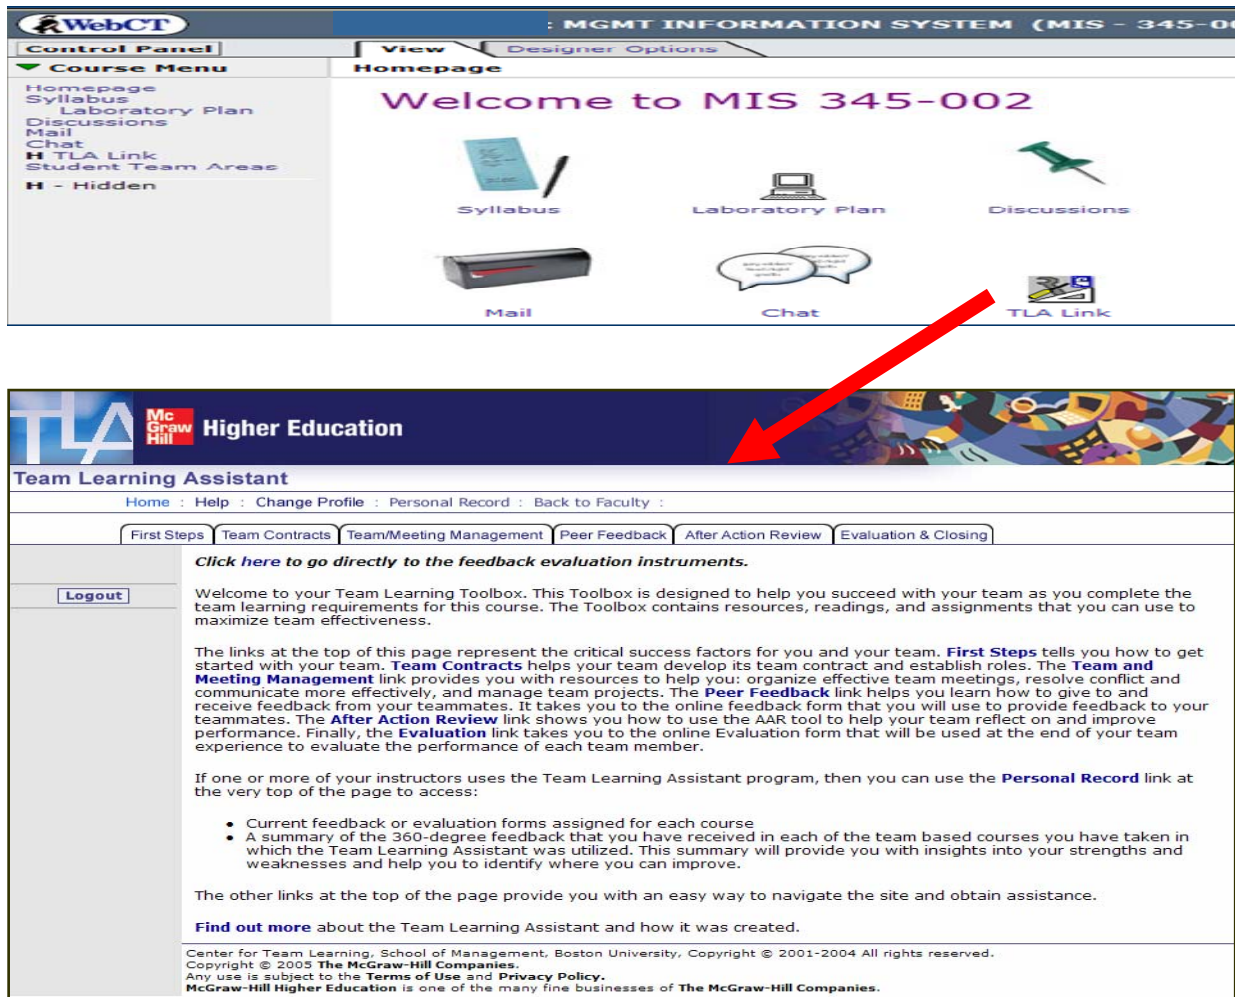 WebCT
: MGMT INFORMATION SYSTEM (MIS - 345-00
Control Panel
View
Designer Options
Course Menu
Homepage
Homepage
Syllabus
Laboratory Plan
Discussions
Mail
Chat
H TLA Link
Student Team Areas
H - Hidden
Welcome to MIS 345-002
Syllabus
Laboratory Plan
Discussions
Mail
Chat
TLA Link
TLA
Mc
Graw
Hill
Higher Education
Team Learning Assistant
Home : Help : Change Profile : Personal Record : Back to Faculty :
First Steps Team Contracts Team/Meeting Management Peer Feedback After Action Review Evaluation & Closing
Logout
Click here to go directly to the feedback evaluation instruments.
Welcome to your Team Learning Toolbox. This Toolbox is designed to help you succeed with your team as you complete the
team learning requirements for this course. The Toolbox contains resources, readings, and assignments that you can use to
maximize team effectiveness.
The links at the top of this page represent the critical success factors for you and your team. First Steps tells you how to get
started with your team. Team Contracts helps your team develop its team contract and establish roles. The Team and
Meeting Management link provides you with resources to help you: organize effective team meetings, resolve conflict and
communicate more effectively, and manage team projects. The Peer Feedback link helps you learn how to give to and
receive feedback from your teammates. It takes you to the online feedback form that you will use to provide feedback to your
teammates. The After Action Review link shows you how to use the AAR tool to help your team reflect on and improve
performance. Finally, the Evaluation link takes you to the online Evaluation form that will be used at the end of your team
experience to evaluate the performance of each team member.
If one or more of your instructors uses the Team Learning Assistant program, then you can use the Personal Record link at
the very top of the page to access:
• Current feedback or evaluation forms assigned for each course
• A summary of the 360-degree feedback that you have received in each of the team based courses you have taken in
which the Team Learning Assistant was utilized. This summary will provide you with insights into your strengths and
weaknesses and help you to identify where you can improve.
The other links at the top of the page provide you with an easy way to navigate the site and obtain assistance.
Find out more about the Team Learning Assistant and how it was created.
Center for Team Learning, School of Management, Boston University, Copyright © 2001-2004 All rights reserved.
Copyright © 2005 The McGraw-Hill Companies.
Any use is subject to the Terms of Use and Privacy Policy.
McGraw-Hill Higher Education is one of the many fine businesses of The McGraw-Hill Companies.